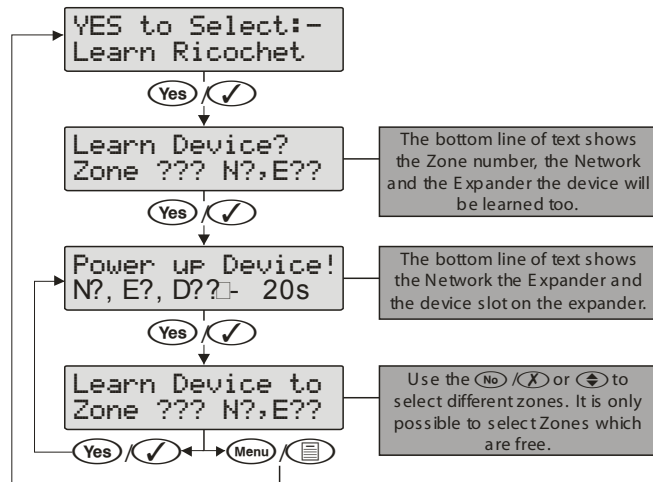 YES to Select:-
Learn Ricochet
Yes / ✓
Learn Device?
Zone ??? N?,E??
The bottom line of text shows
the Zone number, the Network
and the Expander the device will
be learned too.
Yes / ✓
Power up Device!
N?, E?, D??□- 20s
The bottom line of text shows
the Network the Expander and
the device slot on the expander.
Yes / ✓
Learn Device to
Zone ??? N?,E??
Use the No / X or to
select different zones. It is only
possible to select Zones which
are free.
Yes / ✓ Menu /